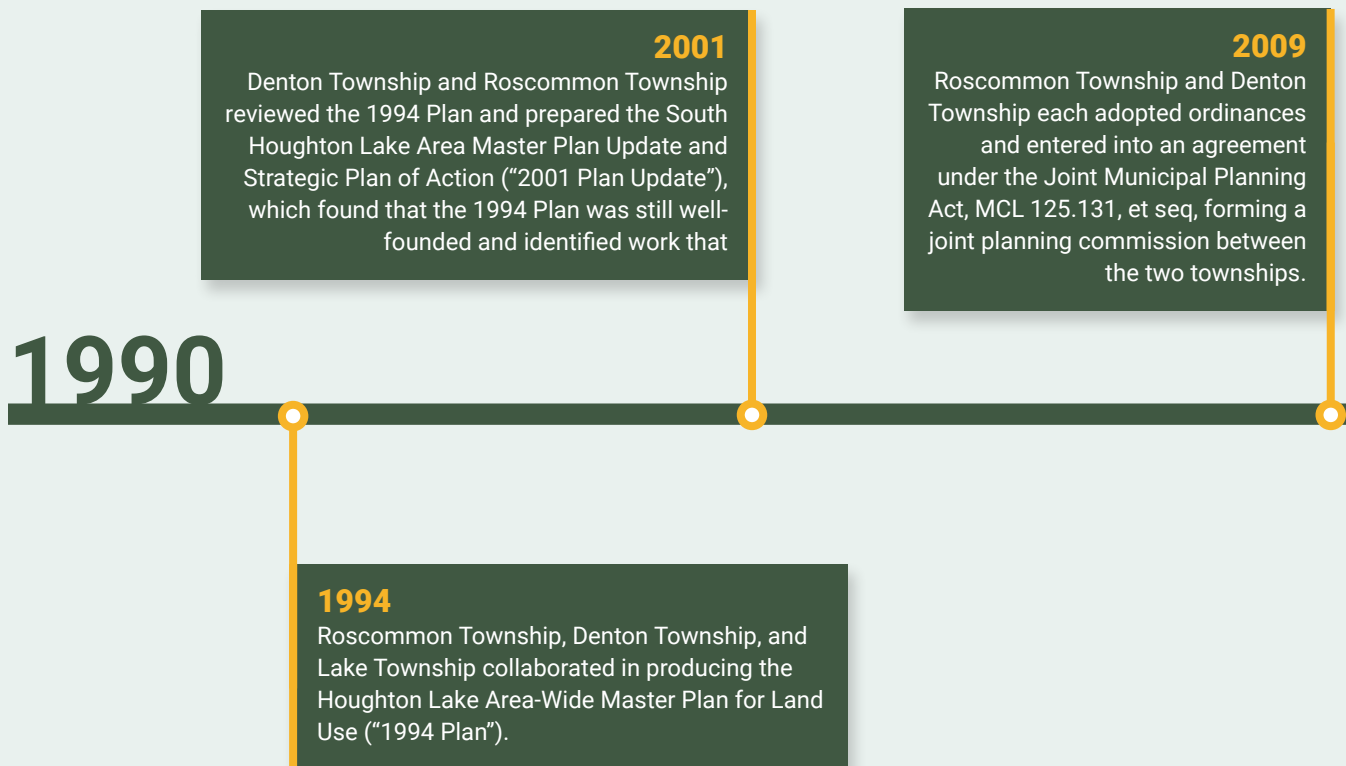 2001
Denton Township and Roscommon Township
reviewed the 1994 Plan and prepared the South
Houghton Lake Area Master Plan Update and
Strategic Plan of Action (“2001 Plan Update”),
which found that the 1994 Plan was still well-
founded and identified work that
2009
Roscommon Township and Denton
Township each adopted ordinances
and entered into an agreement
under the Joint Municipal Planning
Act, MCL 125.131, et seq, forming a
joint planning commission between
the two townships.
1990
1994
Roscommon Township, Denton Township, and
Lake Township collaborated in producing the
Houghton Lake Area-Wide Master Plan for Land
Use (“1994 Plan”).